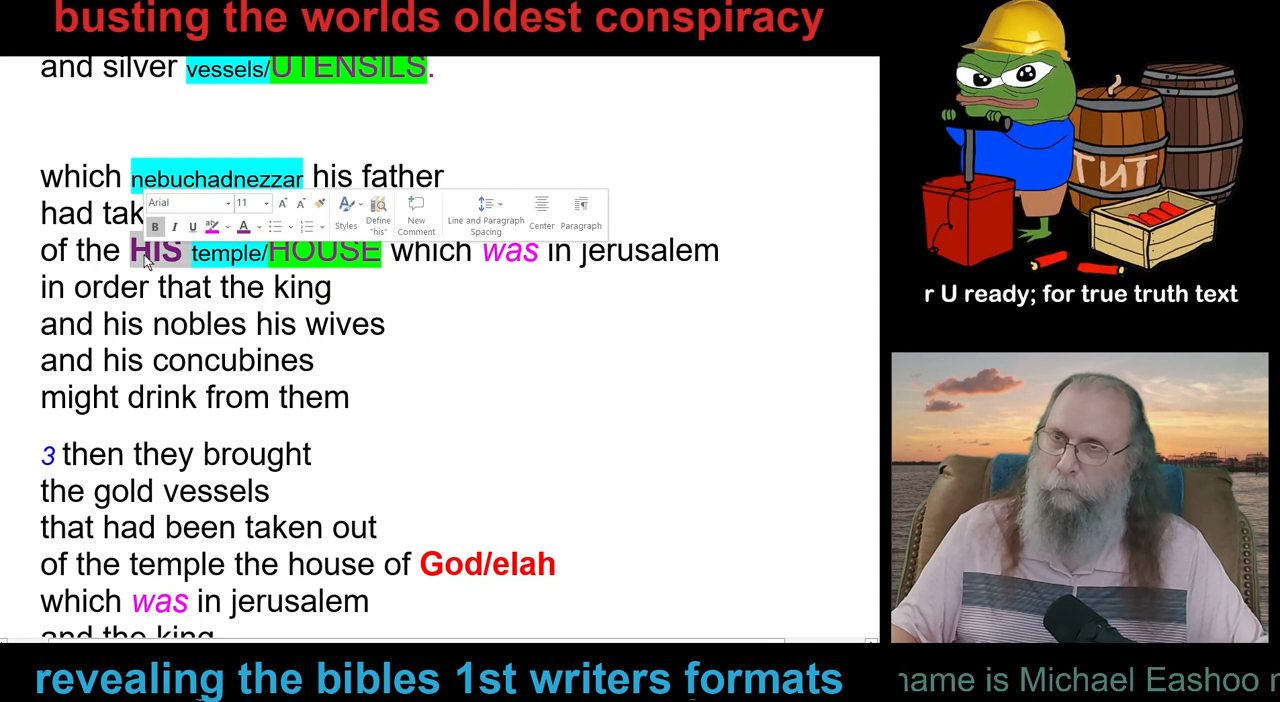 busting the worlds oldest conspiracy
and silver vessels/UTENSILS.
which nebuchadnezzar his father
had tak
Arial 11
Styles
Define "his"
New Comment
Line and Paragraph Spacing
Center
Paragraph
of the HIS temple/HOUSE which was in jerusalem
in order that the king
and his nobles his wives
and his concubines
might drink from them
3 then they brought
the gold vessels
that had been taken out
of the temple the house of God/elah
which was in jerusalem
and the king
TNT
r U ready; for true truth text
revealing the bibles 1st writers formats
name is Michael Eashoo